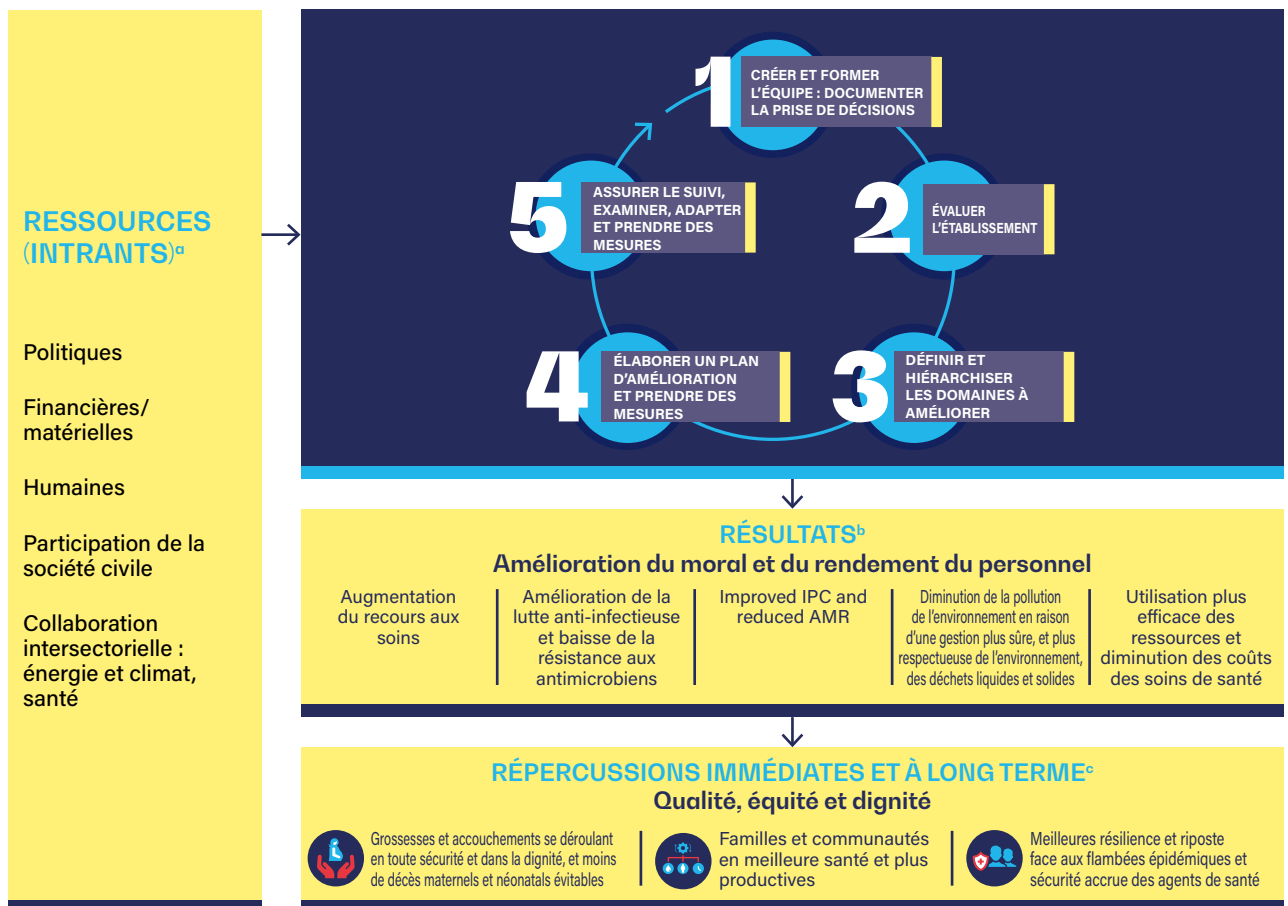 RESSOURCES
(INTRANTS)a
Politiques
Financières/
matérielles
Humaines
Participation de la
société civile
Collaboration
intersectorielle :
énergie et climat,
santé
1
CRÉER ET FORMER
L'ÉQUIPE : DOCUMENTER
LA PRISE DE DÉCISIONS
2
ÉVALUER
L'ÉTABLISSEMENT
3
DÉFINIR ET
HIÉRARCHISER
LES DOMAINES À
AMÉLIORER
4
ÉLABORER UN PLAN
D'AMÉLIORATION
ET PRENDRE DES
MESURES
5
ASSURER LE SUIVI,
EXAMINER, ADAPTER
ET PRENDRE DES
MESURES
RÉSULTATSb
Amélioration du moral et du rendement du personnel
Augmentation
du recours aux
soins
Amélioration de la
lutte anti-infectieuse
et baisse de la
résistance aux
antimicrobiens
Improved IPC and
reduced AMR
Diminution de la pollution
de l'environnement en raison
d'une gestion plus sûre, et plus
respectueuse de l'environnement,
des déchets liquides et solides
Utilisation plus
efficace des
ressources et
diminution des coûts
des soins de santé
RÉPERCUSSIONS IMMÉDIATES ET À LONG TERMEc
Qualité, équité et dignité
Grossesses et accouchements se déroulant
en toute sécurité et dans la dignité, et moins
de décès maternels et néonatals évitables
Familles et communautés
en meilleure santé et plus
productives
Meilleures résilience et riposte
face aux flambées épidémiques et
sécurité accrue des agents de santé